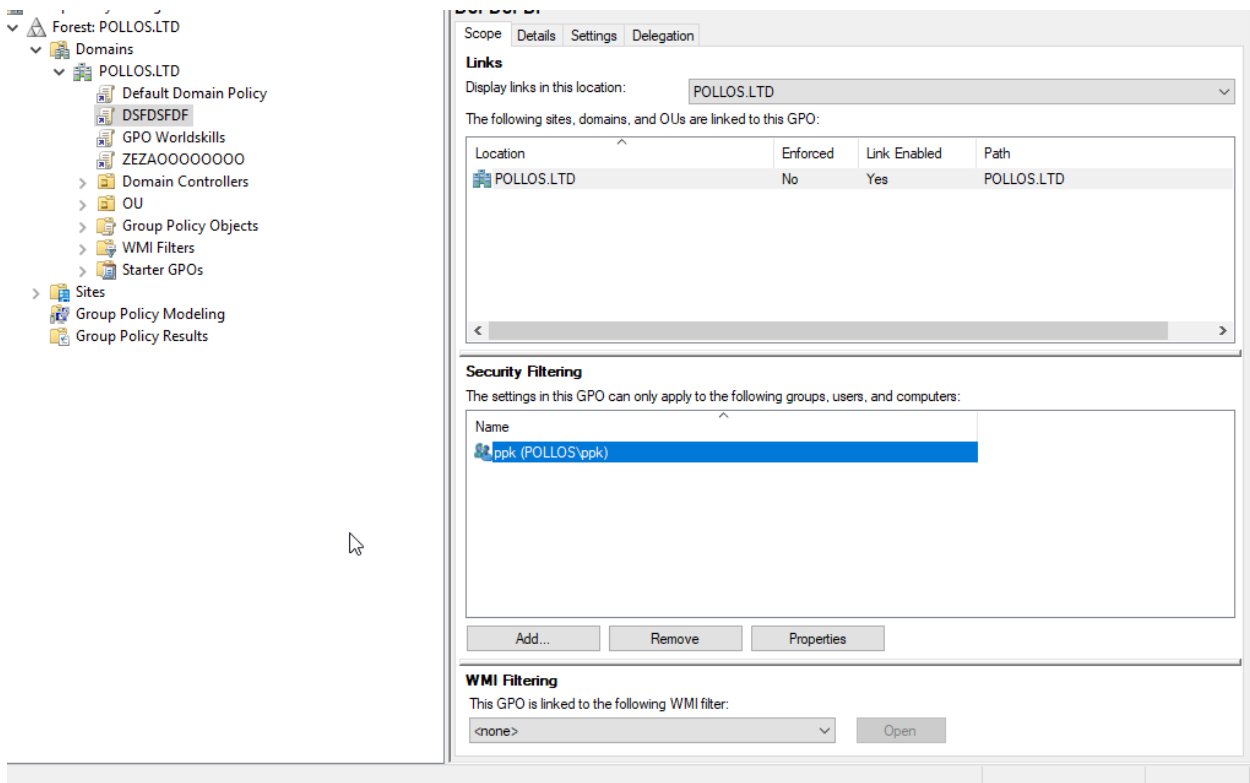 Forest: POLLOS.LTD
Domains
POLLOS.LTD
Default Domain Policy
DSFDSFDF
GPO Worldskills
ZEZAOOOOOOOO
Domain Controllers
OU
Group Policy Objects
WMI Filters
Starter GPOs
Sites
Group Policy Modeling
Group Policy Results
Scope Details Settings Delegation
Links
Display links in this location: POLLOS.LTD
The following sites, domains, and OUs are linked to this GPO:
Location Enforced Link Enabled Path
POLLOS.LTD No Yes POLLOS.LTD
Security Filtering
The settings in this GPO can only apply to the following groups, users, and computers:
Name
ppk (POLLOS\ppk)
Add... Remove Properties
WMI Filtering
This GPO is linked to the following WMI filter:
<none> Open